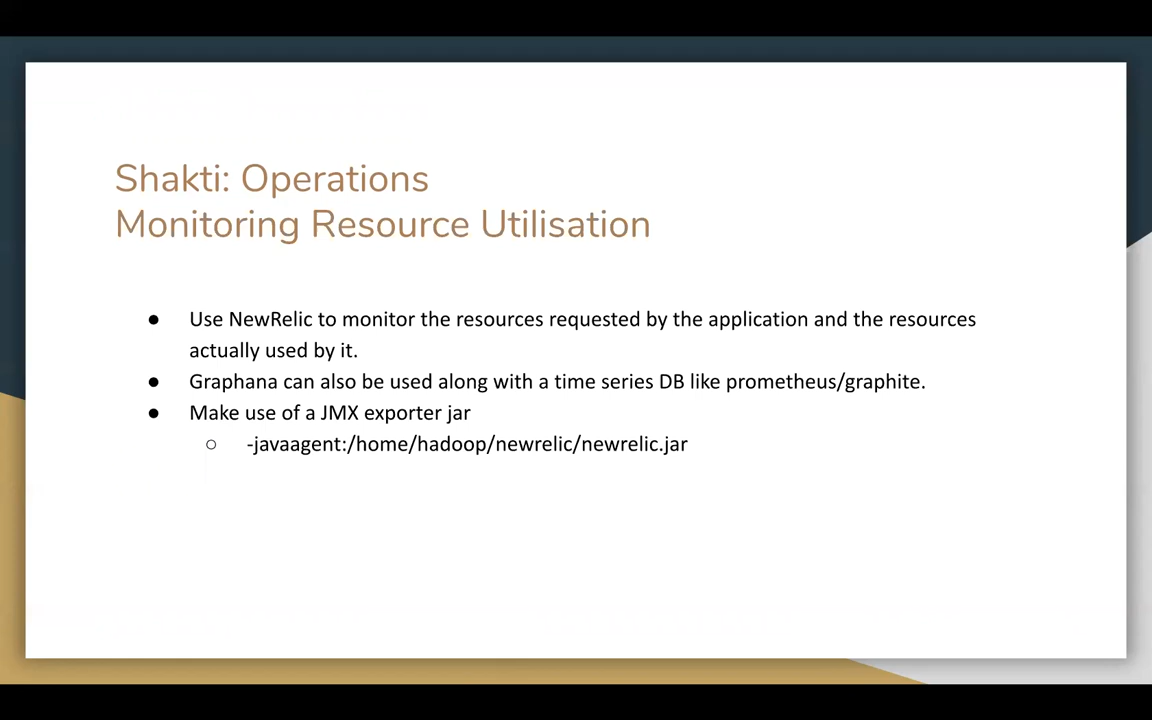 Shakti: Operations
Monitoring Resource Utilisation
● Use NewRelic to monitor the resources requested by the application and the resources
actually used by it.
● Graphana can also be used along with a time series DB like prometheus/graphite.
● Make use of a JMX exporter jar
○ -javaagent:/home/hadoop/newrelic/newrelic.jar